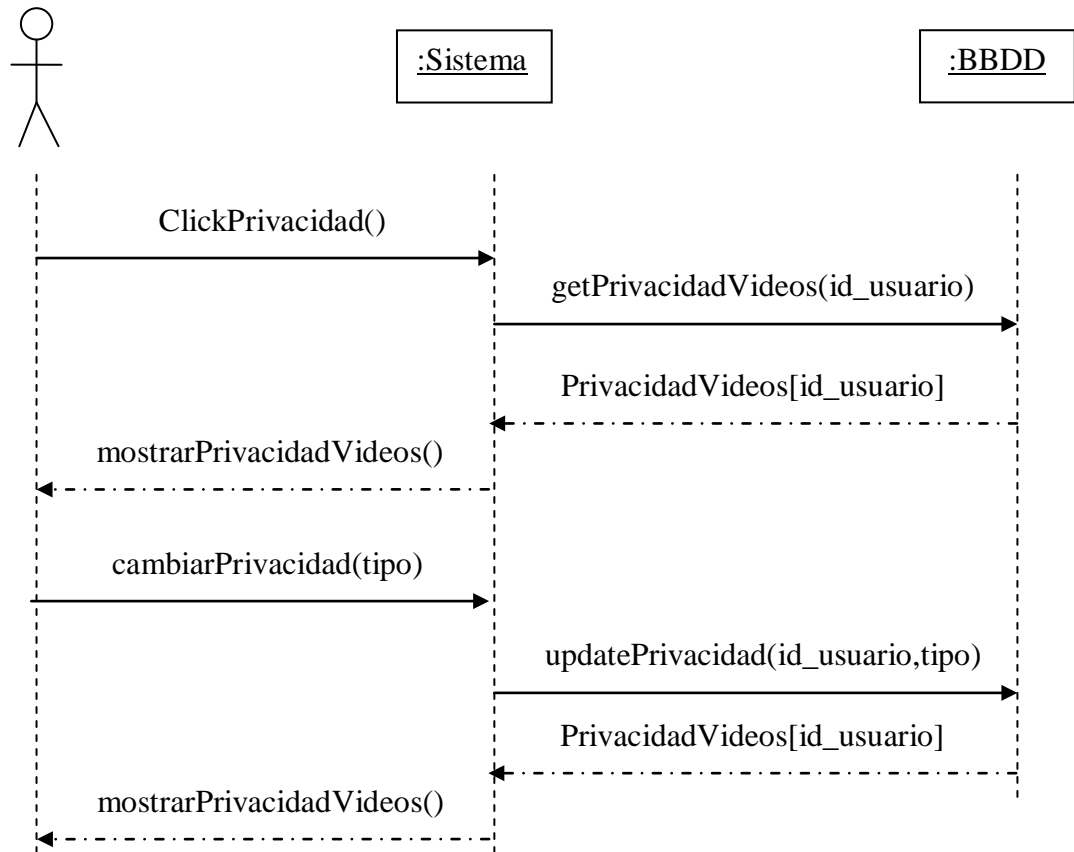 :Sistema
:BBDD
ClickPrivacidad()
getPrivacidadVideos(id_usuario)
PrivacidadVideos[id_usuario]
mostrarPrivacidadVideos()
cambiarPrivacidad(tipo)
updatePrivacidad(id_usuario,tipo)
PrivacidadVideos[id_usuario]
mostrarPrivacidadVideos()